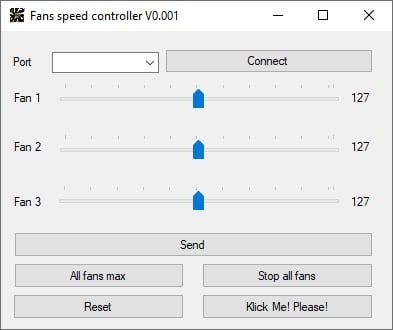 Fans speed controller V0.001
Port Connect
Fan 1 127
Fan 2 127
Fan 3 127
Send
All fans max Stop all fans
Reset Klick Me! Please!